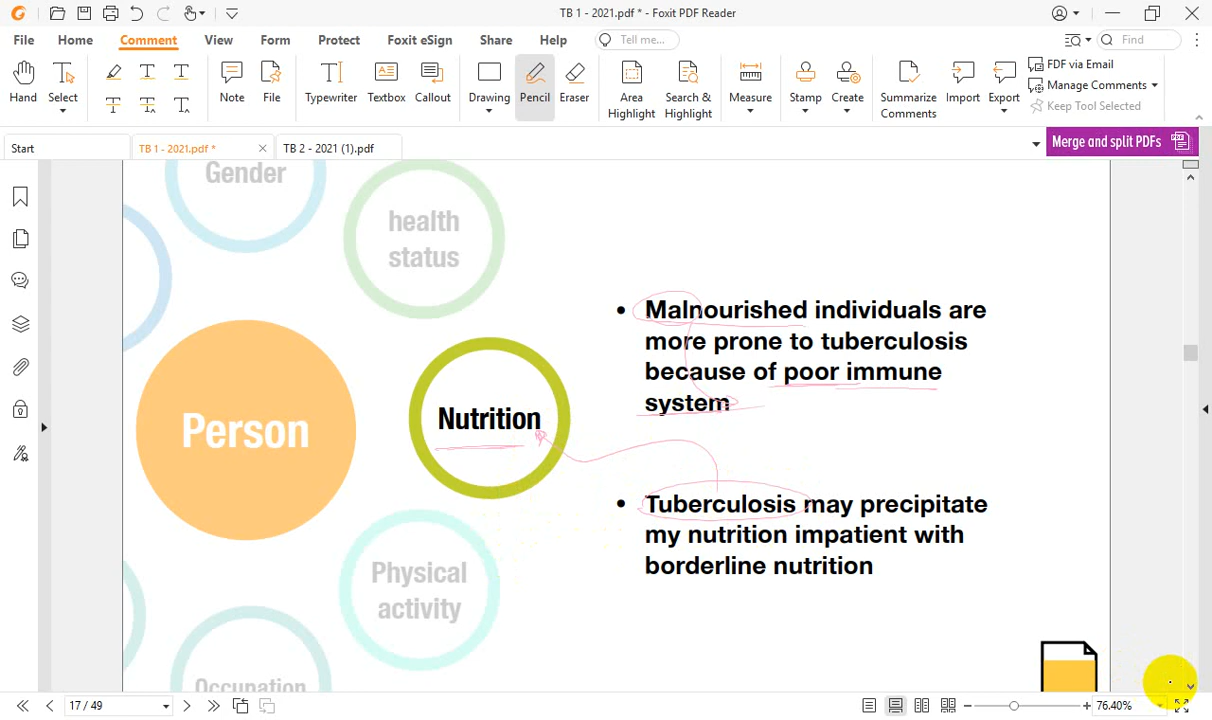 TB 1 - 2021.pdf * - Foxit PDF Reader
File Home Comment View Form Protect Foxit eSign Share Help Tell me... Find
Hand Select Note File Typewriter Textbox Callout Drawing Pencil Eraser Area Highlight Search & Highlight Measure Stamp Create Summarize Comments Import Export
FDF via Email
Manage Comments
Keep Tool Selected
Start TB 1 - 2021.pdf * TB 2 - 2021 (1).pdf Merge and split PDFs
Gender
health
status
Person
Nutrition
Physical
activity
Occupation
• Malnourished individuals are
more prone to tuberculosis
because of poor immune
system
• Tuberculosis may precipitate
my nutrition impatient with
borderline nutrition
17 / 49 76.40%